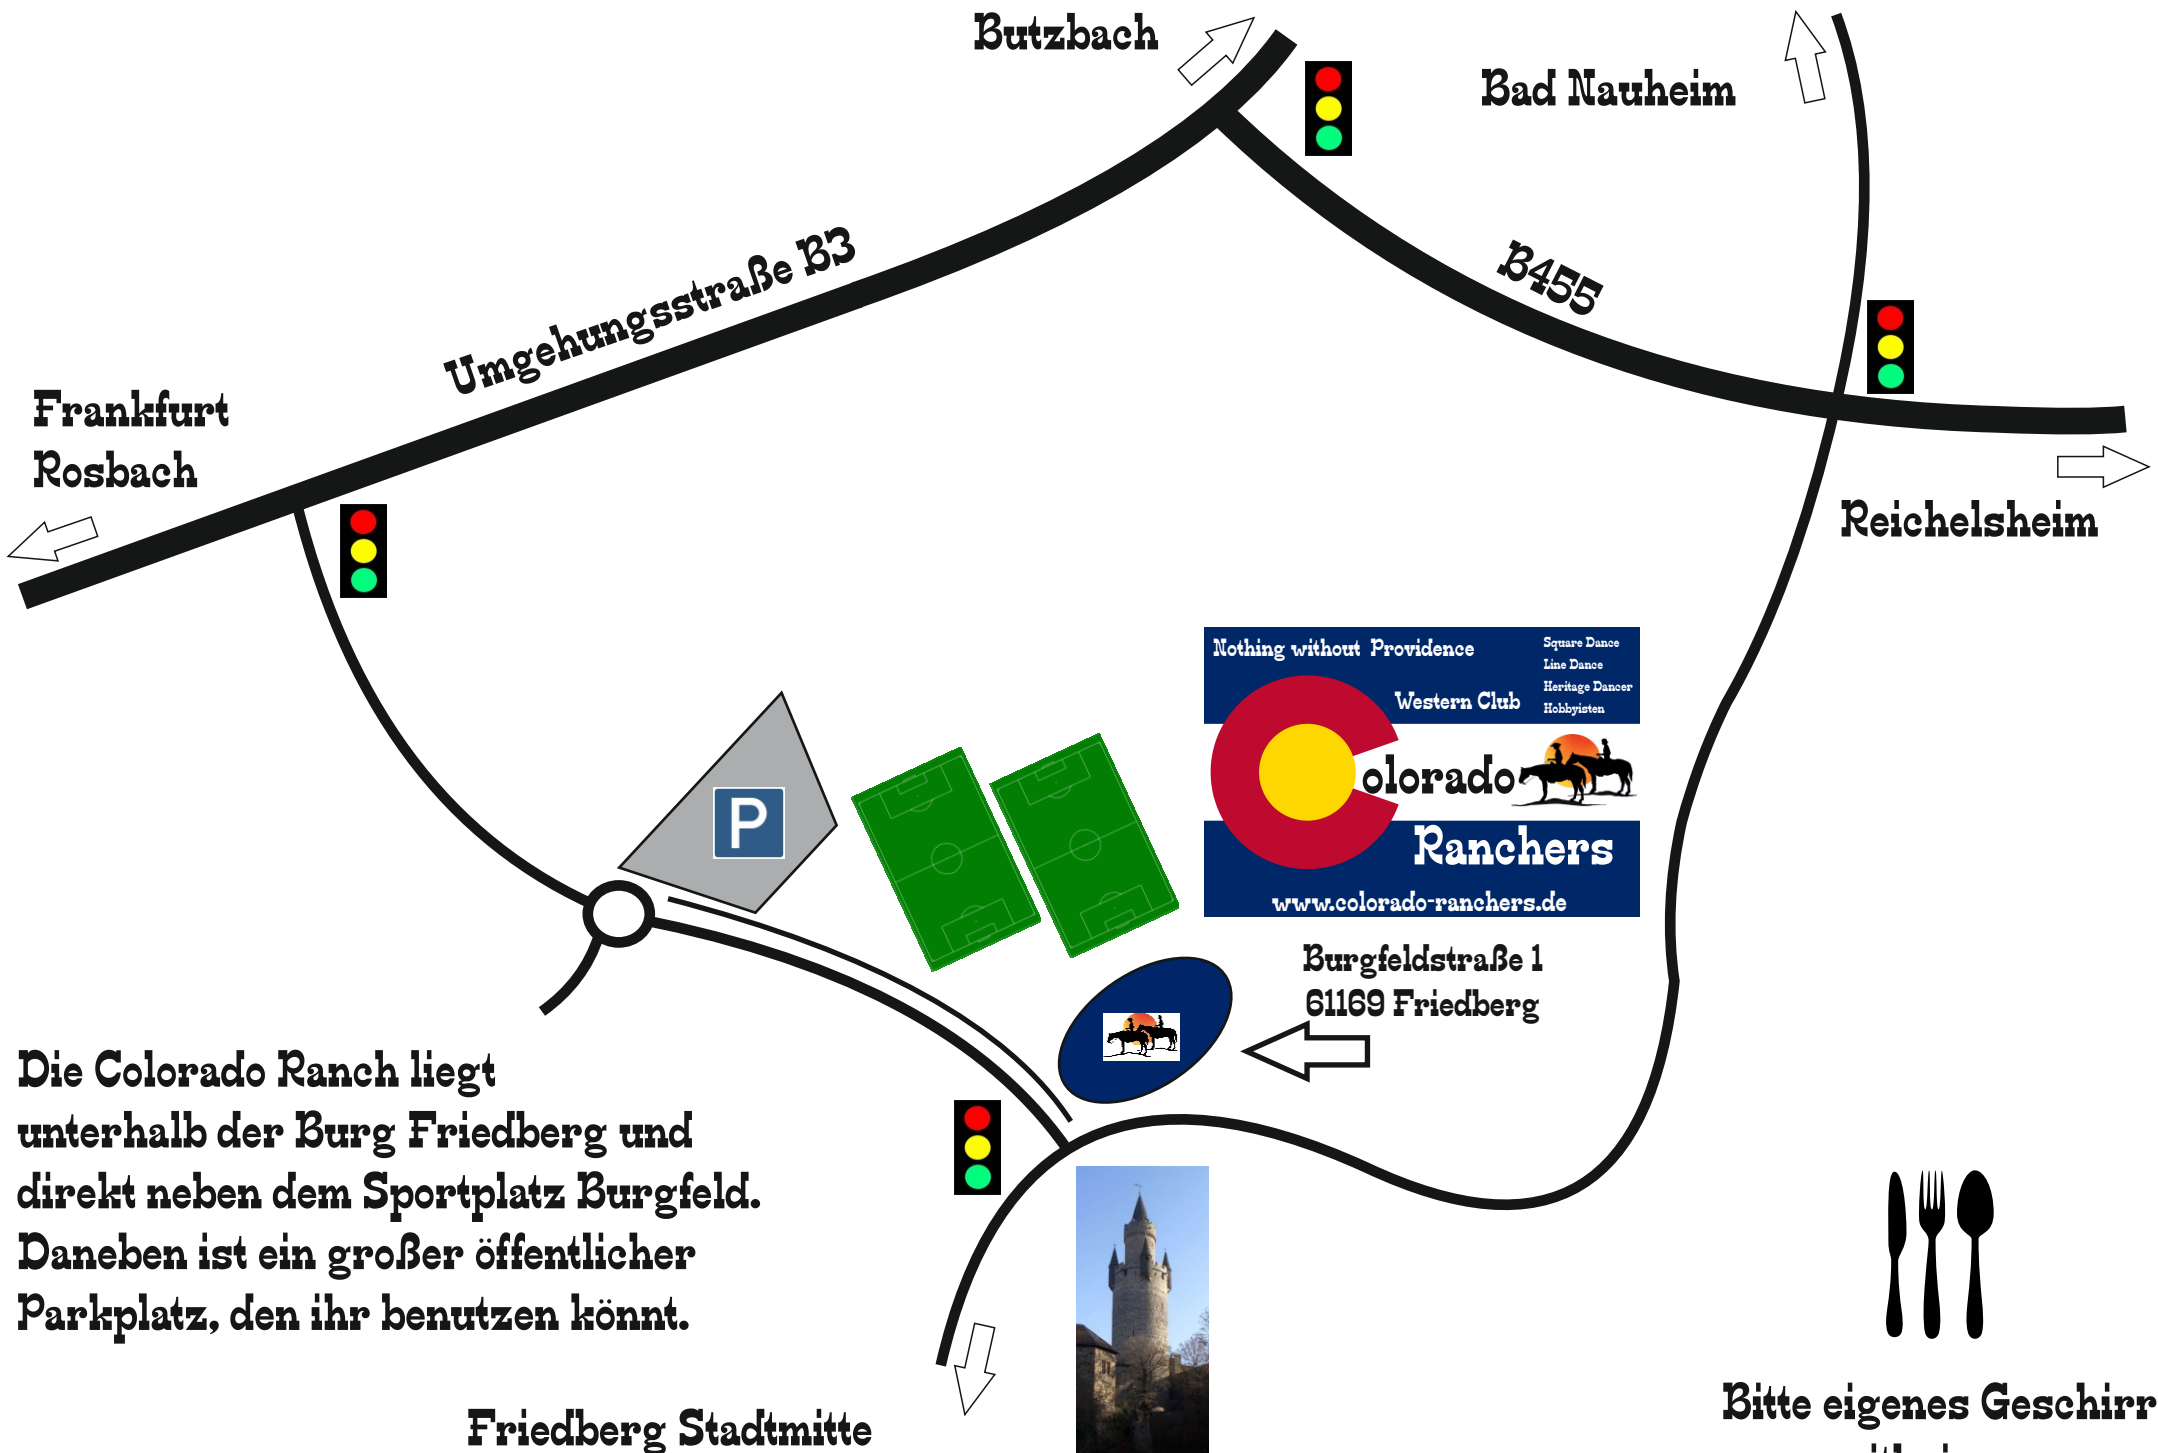 Butzbach
Bad Nauheim
Umgehungsstraße B3
B455
Frankfurt
Rosbach
Reichelsheim
P
Nothing without Providence
Square Dance
Line Dance
Heritage Dancer
Hobbyisten
Western Club
Colorado
Ranchers
www.colorado-ranchers.de
Burgfeldstraße 1
61169 Friedberg
Die Colorado Ranch liegt
unterhalb der Burg Friedberg und
direkt neben dem Sportplatz Burgfeld.
Daneben ist ein großer öffentlicher
Parkplatz, den ihr benutzen könnt.
Friedberg Stadtmitte
Bitte eigenes Geschirr